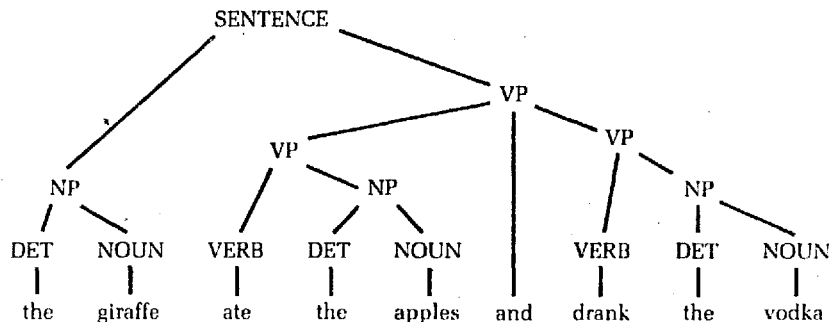 SENTENCE
VP
VP
VP
NP
NP
NP
DET NOUN VERB DET NOUN VERB DET NOUN
the giraffe ate the apples and drank the vodka